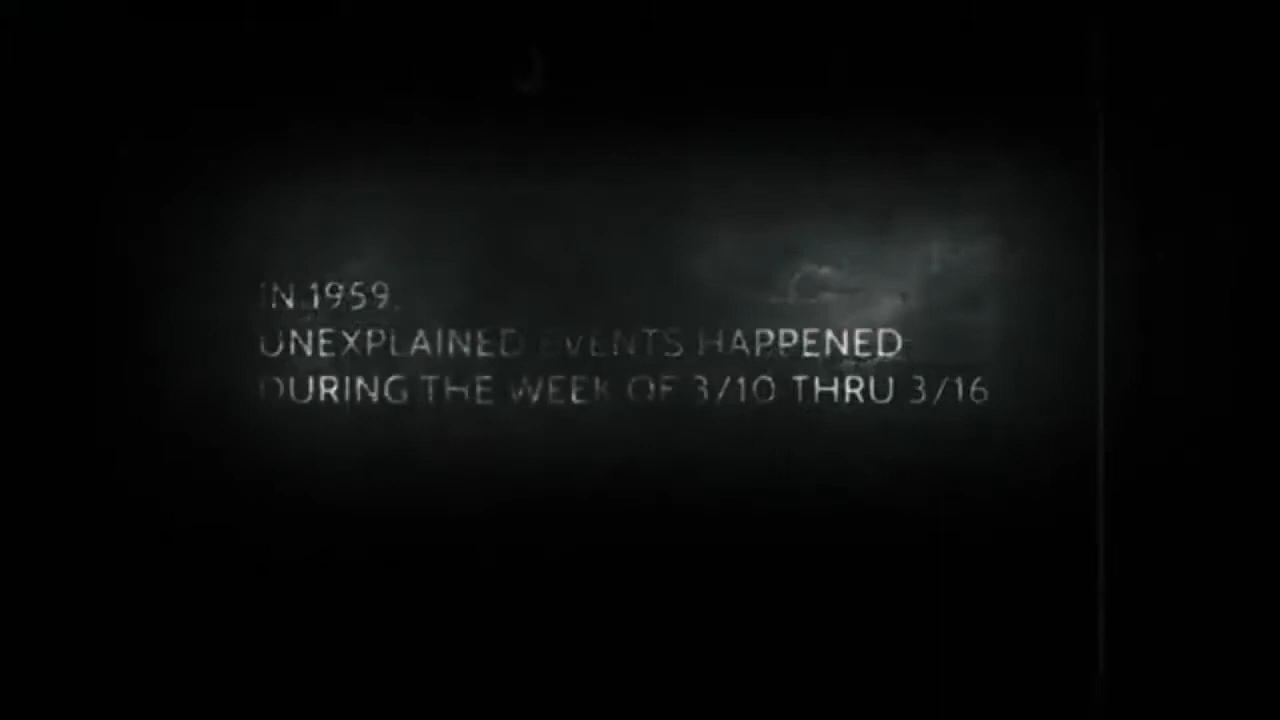 IN 1959,
UNEXPLAINED EVENTS HAPPENED
DURING THE WEEK OF 3/10 THRU 3/16